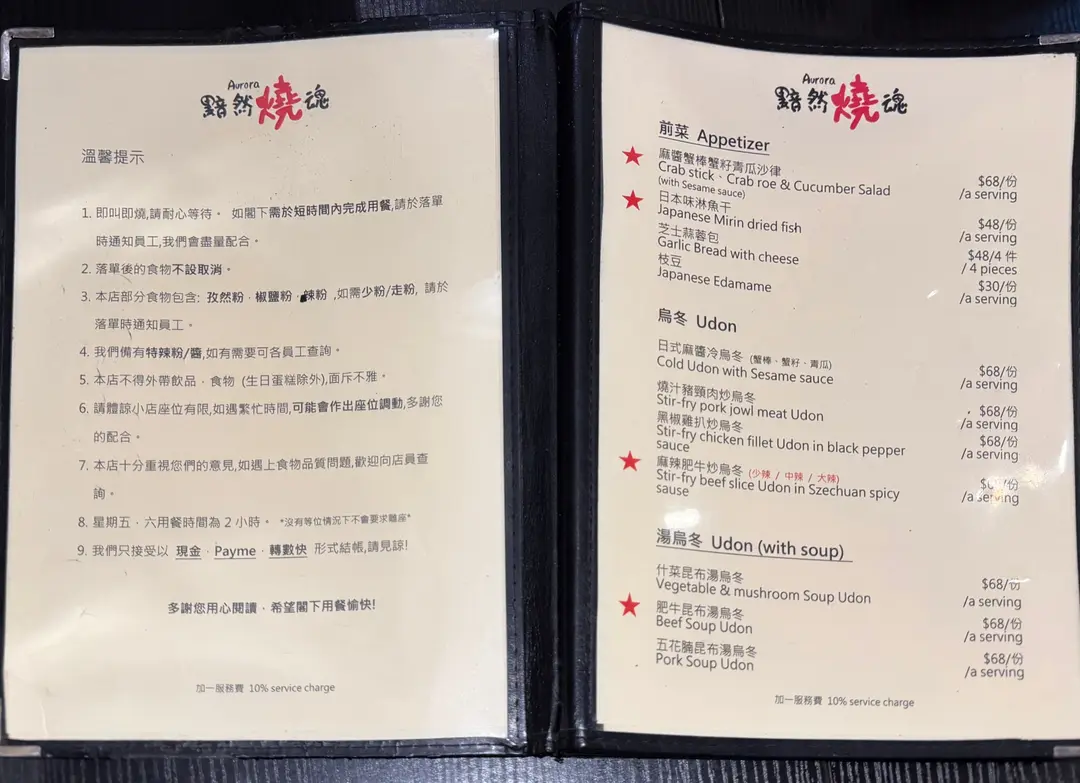 Aurora
黯然燒魂
溫馨提示
1. 即叫即燒,請耐心等待。 如閣下需於短時間內完成用餐,請於落單
時通知員工,我們會盡量配合。
2. 落單後的食物不設取消。
3. 本店部分食物包含: 孜然粉、椒鹽粉、辣粉 ,如需少粉/走粉, 請於
落單時通知員工。
4. 我們備有特辣粉/醬,如有需要可各員工查詢。
5. 本店不得外帶飲品、食物 (生日蛋糕除外),面斥不雅。
6. 請體諒小店座位有限,如遇繁忙時間,可能會作出座位調動,多謝您
的配合。
7. 本店十分重視您們的意見,如遇上食物品質問題,歡迎向店員查
詢。
8. 星期五、六用餐時間為 2 小時。 *沒有等位情況下不會要求離座*
9. 我們只接受以 現金、Payme、轉數快 形式結帳,請見諒!
多謝您用心閱讀、希望閣下用餐愉快!
加一服務費 10% service charge
Aurora
黯然燒魂
前菜 Appetizer
麻醬蟹棒蟹籽青瓜沙律
Crab stick、Crab roe & Cucumber Salad $68/份
(with Sesame sauce) /a serving
日本味淋魚干
Japanese Mirin dried fish $48/份
/a serving
芝士蒜蓉包
Garlic Bread with cheese $48/4 件
/ 4 pieces
枝豆
Japanese Edamame $30/份
/a serving
烏冬 Udon
日式麻醬冷烏冬 (蟹棒、蟹籽、青瓜)
Cold Udon with Sesame sauce $68/份
/a serving
燒汁豬頸肉炒烏冬
Stir-fry pork jowl meat Udon $68/份
/a serving
黑椒雞扒炒烏冬
Stir-fry chicken fillet Udon in black pepper $68/份
sauce /a serving
麻辣肥牛炒烏冬 (少辣 / 中辣 / 大辣)
Stir-fry beef slice Udon in Szechuan spicy /份
sause /a serving
湯烏冬 Udon (with soup)
什菜昆布湯烏冬
Vegetable & mushroom Soup Udon $68/份
/a serving
肥牛昆布湯烏冬
Beef Soup Udon $68/份
/a serving
五花腩昆布湯烏冬
Pork Soup Udon $68/份
/a serving
加一服務費 10% service charge